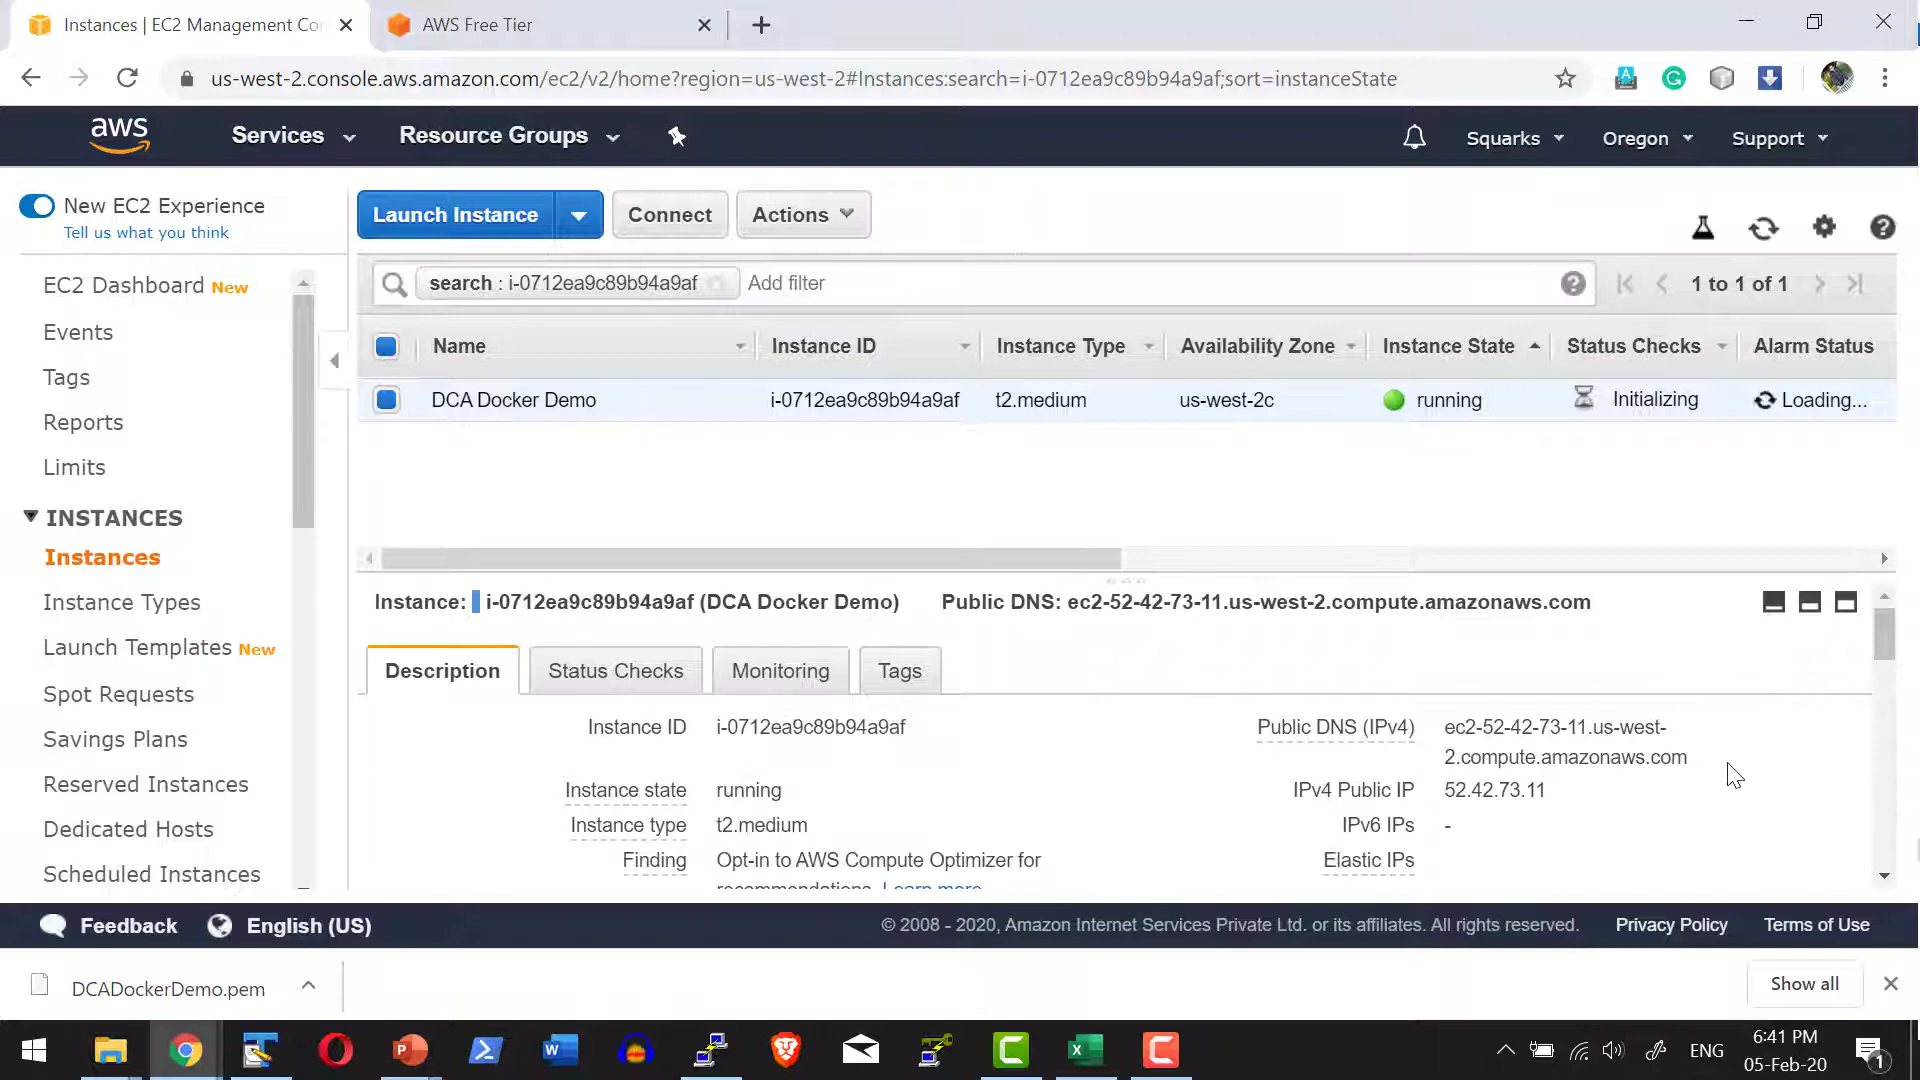 Instances | EC2 Management Co
AWS Free Tier
us-west-2.console.aws.amazon.com/ec2/v2/home?region=us-west-2#Instances:search=i-0712ea9c89b94a9af;sort=instanceState
aws
Services
Resource Groups
Squarks
Oregon
Support
New EC2 Experience
Tell us what you think
EC2 Dashboard New
Events
Tags
Reports
Limits
INSTANCES
Instances
Instance Types
Launch Templates New
Spot Requests
Savings Plans
Reserved Instances
Dedicated Hosts
Scheduled Instances
Launch Instance
Connect
Actions
search : i-0712ea9c89b94a9af
Add filter
1 to 1 of 1
Name
Instance ID
Instance Type
Availability Zone
Instance State
Status Checks
Alarm Status
DCA Docker Demo
i-0712ea9c89b94a9af
t2.medium
us-west-2c
running
Initializing
Loading...
Instance: i-0712ea9c89b94a9af (DCA Docker Demo)
Public DNS: ec2-52-42-73-11.us-west-2.compute.amazonaws.com
Description
Status Checks
Monitoring
Tags
Instance ID i-0712ea9c89b94a9af
Instance state running
Instance type t2.medium
Finding Opt-in to AWS Compute Optimizer for
recommendations. Learn more
Public DNS (IPv4) ec2-52-42-73-11.us-west-
2.compute.amazonaws.com
IPv4 Public IP 52.42.73.11
IPv6 IPs -
Elastic IPs
Feedback
English (US)
© 2008 - 2020, Amazon Internet Services Private Ltd. or its affiliates. All rights reserved.
Privacy Policy
Terms of Use
DCADockerDemo.pem
Show all
ENG
6:41 PM
05-Feb-20
1